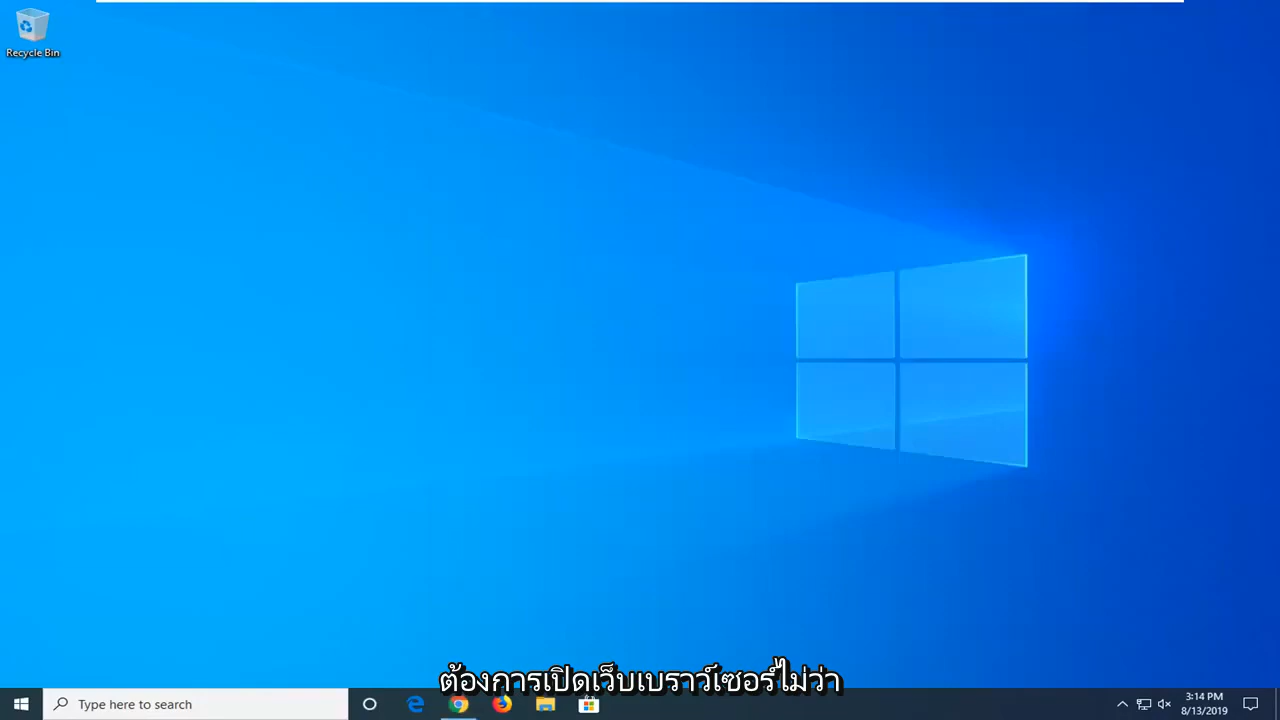 Recycle Bin
ต้องการเปิดเว็บเบราว์เซอร์ไม่ว่า
Type here to search
3:14 PM
8/13/2019